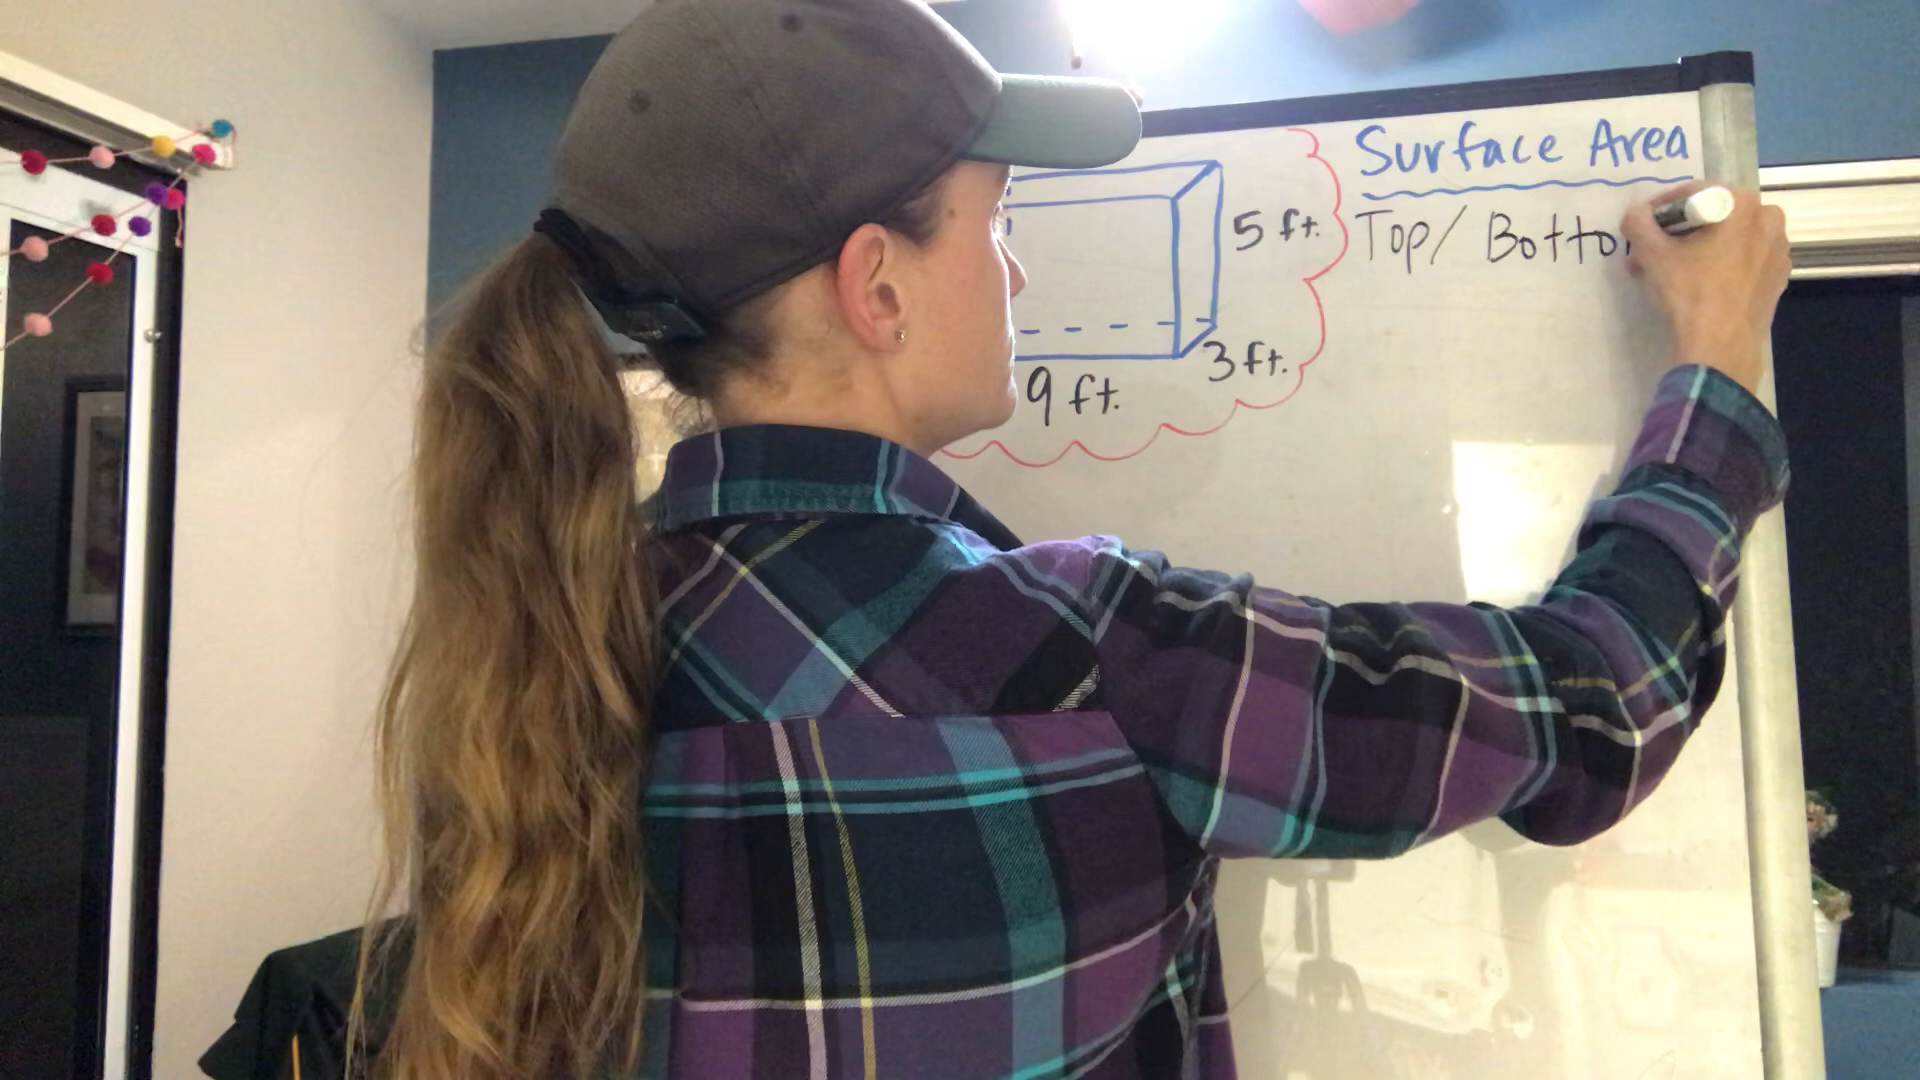 Surface Area
Top/ Botto
5 ft.
3 ft.
9 ft.